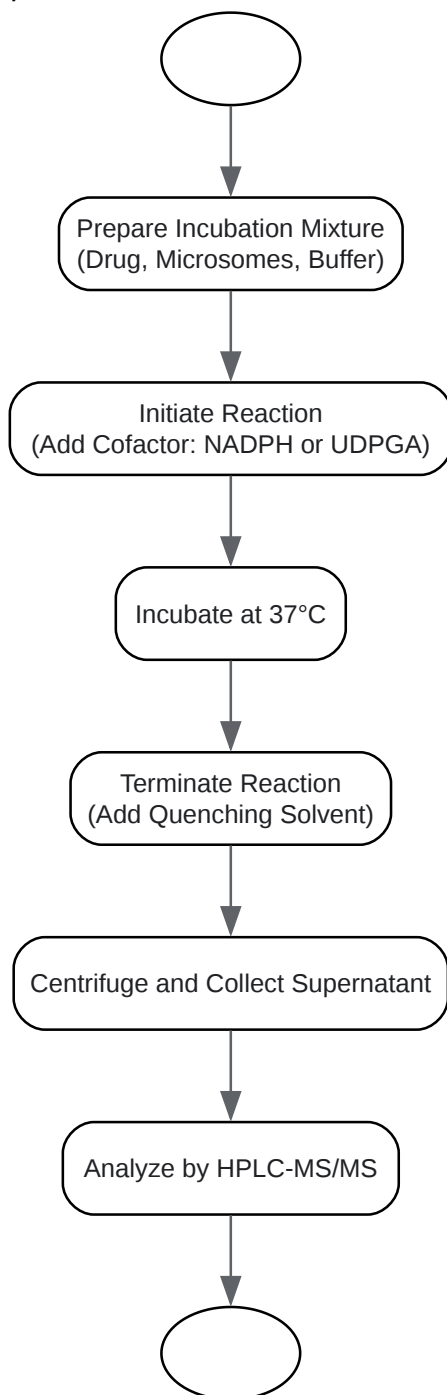 Prepare Incubation Mixture
(Drug, Microsomes, Buffer)
Initiate Reaction
(Add Cofactor: NADPH or UDPGA)
Incubate at 37°C
Terminate Reaction
(Add Quenching Solvent)
Centrifuge and Collect Supernatant
Analyze by HPLC-MS/MS